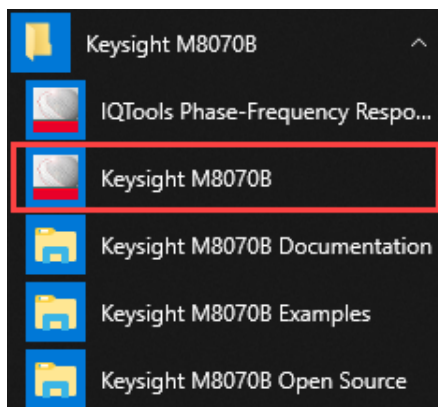 Keysight M8070B
IQTools Phase-Frequency Respo...
Keysight M8070B
Keysight M8070B Documentation
Keysight M8070B Examples
Keysight M8070B Open Source